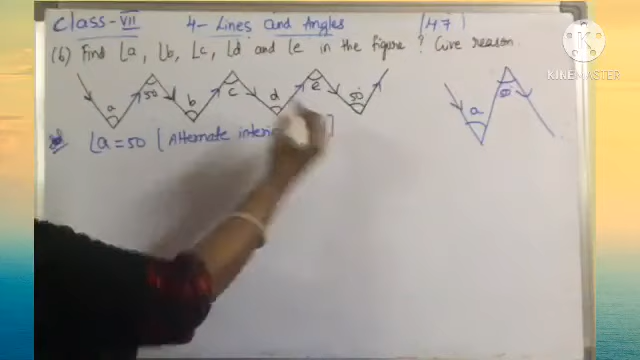 Class-VII 4-Lines and Angles (47)
(6) Find ∠a, ∠b, ∠c, ∠d and ∠e in the figure? Give reason.
a 50 b c d e 50°
a 50°
∠a = 50 [Alternate interi ]
KINEMASTER